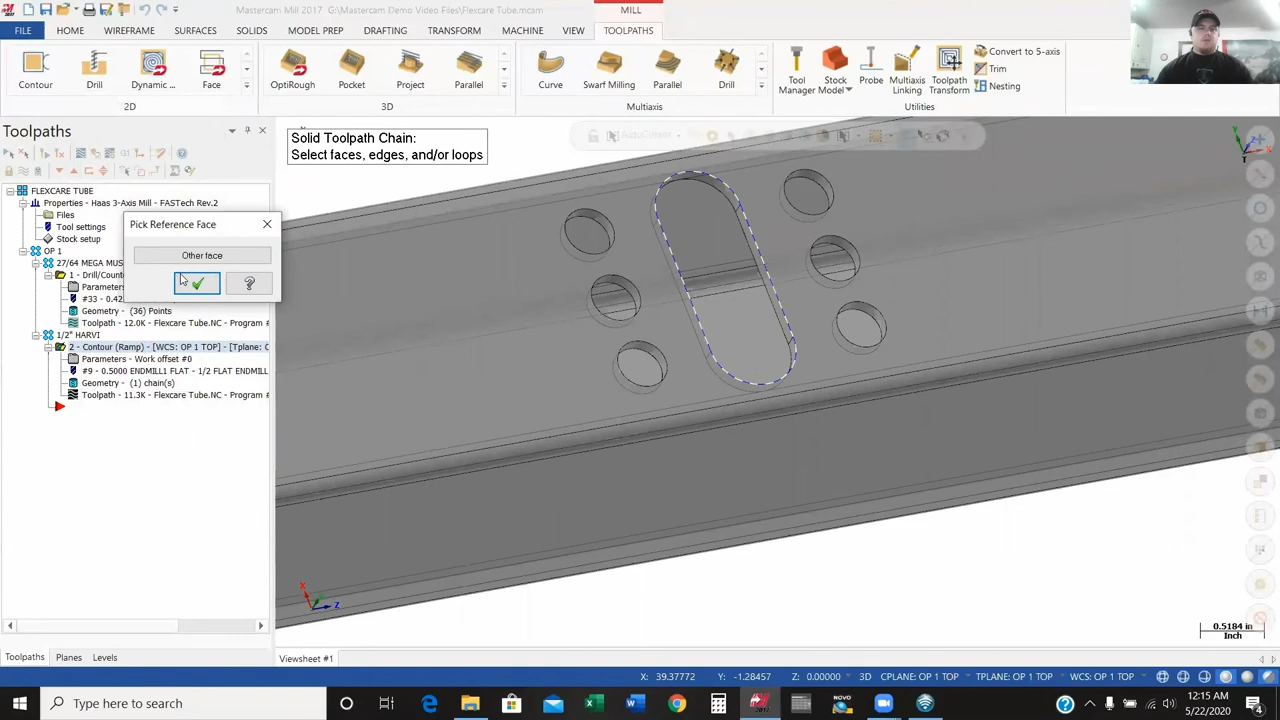 Mastercam Mill 2017 G:\Mastercam Demo Video Files\Flexcare Tube.mcam
MILL
FILE HOME WIREFRAME SURFACES SOLIDS MODEL PREP DRAFTING TRANSFORM MACHINE VIEW TOOLPATHS
Contour Drill Dynamic ... Face
2D
OptiRough Pocket Project Parallel
3D
Curve Swarf Milling Parallel Drill
Multiaxis
Tool Manager Stock Model Probe Multiaxis Linking Toolpath Transform
Convert to 5-axis
Trim
Nesting
Utilities
Toolpaths
Solid Toolpath Chain:
Select faces, edges, and/or loops
AutoCursor
FLEXCARE TUBE
Properties - Haas 3-Axis Mill - FASTech Rev.2
Files
Tool settings
Stock setup
OP 1
27/64 MEGA MUS
1 - Drill/Count
Parameters
#33 - 0.42
Geometry - (36) Points
Toolpath - 12.0K - Flexcare Tube.NC - Program #
1/2" HARVI
2 - Contour (Ramp) - [WCS: OP 1 TOP] - [Tplane: O
Parameters - Work offset #0
#9 - 0.5000 ENDMILL1 FLAT - 1/2 FLAT ENDMILL
Geometry - (1) chain(s)
Toolpath - 11.3K - Flexcare Tube.NC - Program #
Pick Reference Face
Other face
Y
X
T
X
Y
Z
0.5184 in
Inch
Toolpaths Planes Levels
Viewsheet #1
X: 39.37772 Y: -1.28457 Z: 0.00000 3D CPLANE: OP 1 TOP TPLANE: OP 1 TOP WCS: OP 1 TOP
Type here to search
NOVO
2017
12:15 AM
5/22/2020